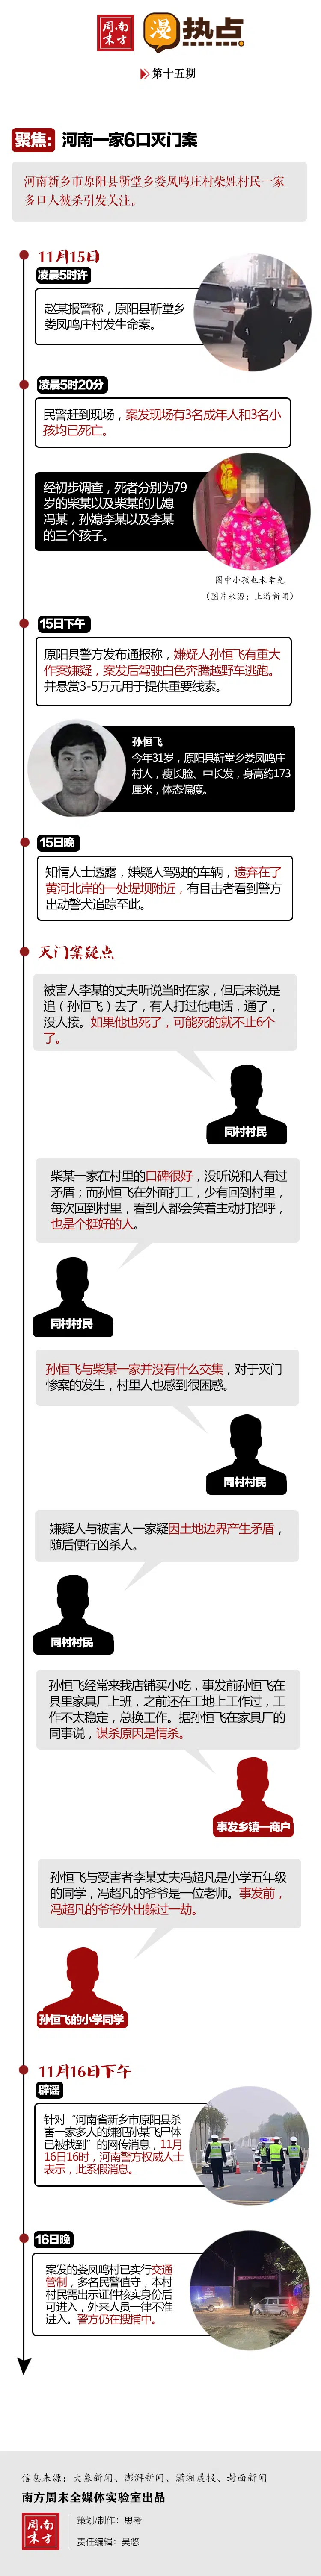 南方周末
漫热点
第十五期
聚焦：河南一家6口灭门案
河南新乡市原阳县靳堂乡娄凤鸣庄村柴姓村民一家
多口人被杀引发关注。
11月15日
凌晨5时许
赵某报警称，原阳县靳堂乡
娄凤鸣庄村发生命案。
凌晨5时20分
民警赶到现场，案发现场有3名成年人和3名小
孩均已死亡。
经初步调查，死者分别为79
岁的柴某以及柴某的儿媳
冯某，孙媳李某以及李某
的三个孩子。
图中小孩也未幸免
（图片来源：上游新闻）
15日下午
原阳县警方发布通报称，嫌疑人孙恒飞有重大
作案嫌疑，案发后驾驶白色奔腾越野车逃跑。
并悬赏3-5万元用于提供重要线索。
孙恒飞
今年31岁，原阳县靳堂乡娄凤鸣庄
村人，瘦长脸、中长发，身高约173
厘米，体态偏瘦。
15日晚
知情人士透露，嫌疑人驾驶的车辆，遗弃在了
黄河北岸的一处堤坝附近，有目击者看到警方
出动警犬追踪至此。
灭门案疑点
被害人李某的丈夫听说当时在家，但后来说是
追（孙恒飞）去了，有人打过他电话，通了，
没人接。如果他也死了，可能死的就不止6个
了。
同村村民
柴某一家在村里的口碑很好，没听说和人有过
矛盾；而孙恒飞在外面打工，少有回到村里，
每次回到村里，看到人都会笑着主动打招呼，
也是个挺好的人。
同村村民
孙恒飞与柴某一家并没有什么交集，对于灭门
惨案的发生，村里人也感到很困惑。
同村村民
嫌疑人与被害人一家疑因土地边界产生矛盾，
随后便行凶杀人。
同村村民
孙恒飞经常来我店铺买小吃，事发前孙恒飞在
县里家具厂上班，之前还在工地上工作过，工
作不太稳定，总换工作。据孙恒飞在家具厂的
同事说，谋杀原因是情杀。
事发乡镇一商户
孙恒飞与受害者李某丈夫冯超凡是小学五年级
的同学，冯超凡的爷爷是一位老师。事发前，
冯超凡的爷爷外出躲过一劫。
孙恒飞的小学同学
11月16日下午
辟谣
针对“河南省新乡市原阳县杀
害一家多人的嫌犯孙某飞尸体
已被找到”的网传消息，11月
16日16时，河南警方权威人士
表示，此系假消息。
16日晚
案发的娄凤鸣村已实行交通
管制，多名民警值守，本村
村民需出示证件核实身份后
可进入，外来人员一律不准
进入。警方仍在搜捕中。
信息来源：大象新闻、澎湃新闻、潇湘晨报、封面新闻
南方周末全媒体实验室出品
南方周末
策划/制作：思考
责任编辑：吴悠